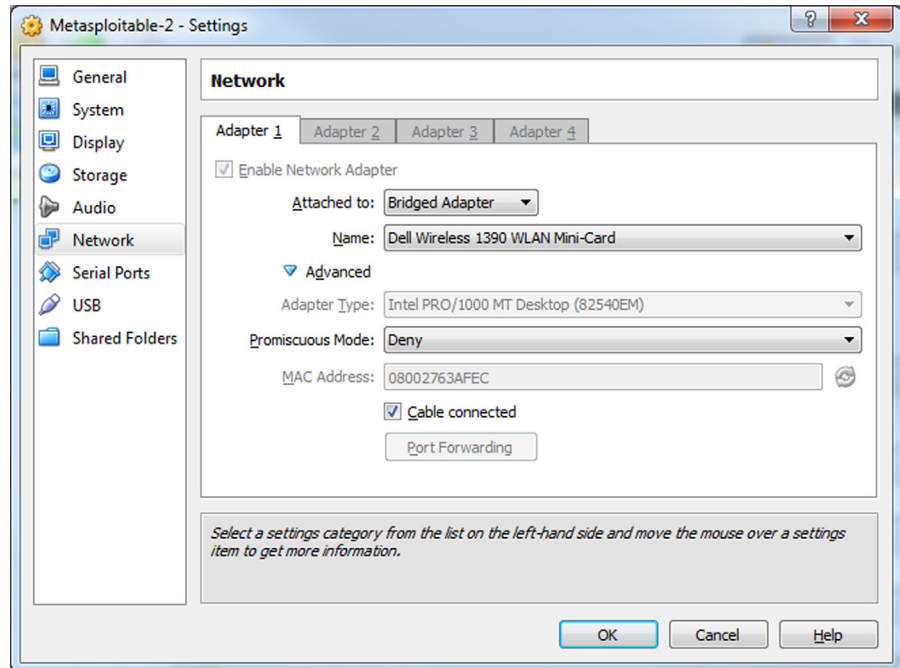 Metasploitable-2 - Settings
General
System
Display
Storage
Audio
Network
Serial Ports
USB
Shared Folders
Network
Adapter 1 Adapter 2 Adapter 3 Adapter 4
Enable Network Adapter
Attached to: Bridged Adapter
Name: Dell Wireless 1390 WLAN Mini-Card
Advanced
Adapter Type: Intel PRO/1000 MT Desktop (82540EM)
Promiscuous Mode: Deny
MAC Address: 08002763AFEC
Cable connected
Port Forwarding
Select a settings category from the list on the left-hand side and move the mouse over a settings
item to get more information.
OK Cancel Help